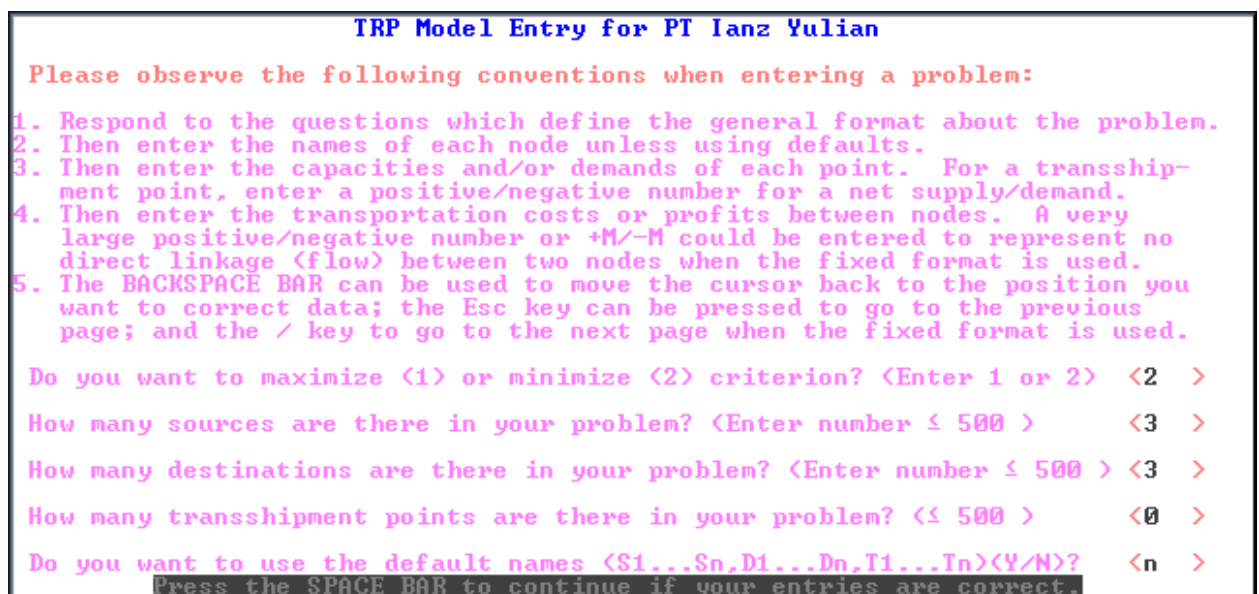 TRP Model Entry for PT Ianz Yulian
Please observe the following conventions when entering a problem:
1. Respond to the questions which define the general format about the problem.
2. Then enter the names of each node unless using defaults.
3. Then enter the capacities and/or demands of each point.  For a transship-
ment point, enter a positive/negative number for a net supply/demand.
4. Then enter the transportation costs or profits between nodes.  A very
large positive/negative number or +M/-M could be entered to represent no
direct linkage (flow) between two nodes when the fixed format is used.
5. The BACKSPACE BAR can be used to move the cursor back to the position you
want to correct data; the Esc key can be pressed to go to the previous
page; and the / key to go to the next page when the fixed format is used.
Do you want to maximize (1) or minimize (2) criterion? (Enter 1 or 2)  <2  >
How many sources are there in your problem? (Enter number ≤ 500 )  <3  >
How many destinations are there in your problem? (Enter number ≤ 500 ) <3  >
How many transshipment points are there in your problem? (≤ 500 )  <0  >
Do you want to use the default names (S1...Sn,D1...Dn,T1...Tn)(Y/N)?  <n  >
Press the SPACE BAR to continue if your entries are correct.